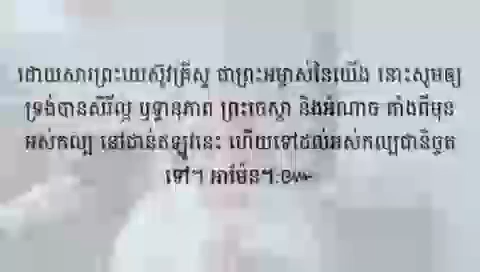 ដោយសារព្រះយេស៊ូវគ្រីស្ទ ជាព្រះអម្ចាស់នៃយើង នោះសូមឲ្យ
ទ្រង់បានសិរីល្អ ឫទ្ធានុភាព ព្រះចេស្តា និងអំណាច តាំងពីមុន
អស់កល្ប នៅជាន់ឥឡូវនេះ ហើយទៅដល់អស់កល្បជានិច្ចត
ទៅ។ អាម៉ែន។:៚